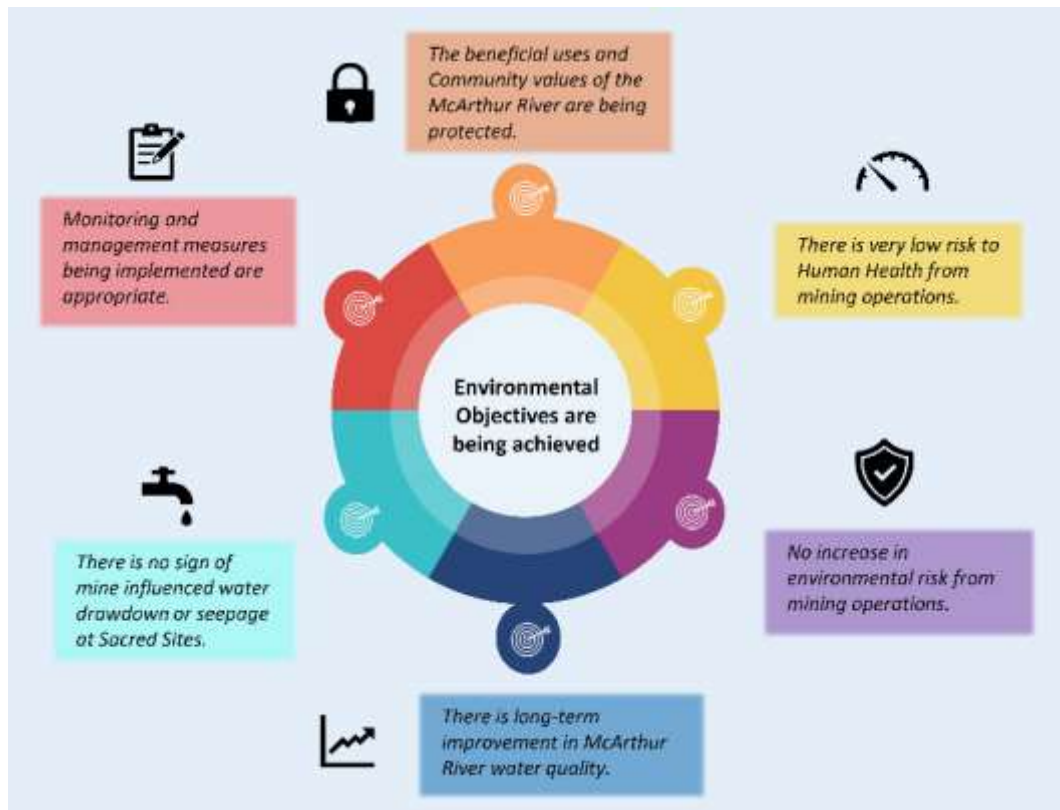 The beneficial uses and
Community values of the
McArthur River are being
protected.
Monitoring and
management measures
being implemented are
appropriate.
There is very low risk to
Human Health from
mining operations.
Environmental
Objectives are
being achieved
There is no sign of
mine influenced water
drawdown or seepage
at Sacred Sites.
No increase in
environmental risk from
mining operations.
There is long-term
improvement in McArthur
River water quality.